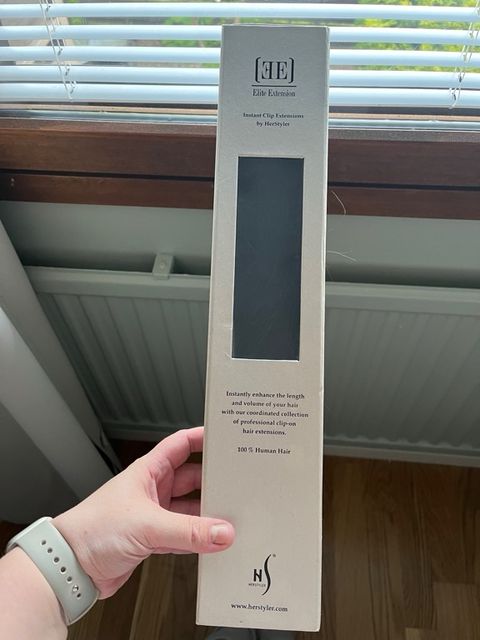 [ƎE]
Elite Extension
Instant Clip Extensions
by HerStyler
Instantly enhance the length
and volume of your hair
with our coordinated collection
of professional clip-on
hair extensions.
100 % Human Hair
HS®
HERSTYLER
www.herstyler.com